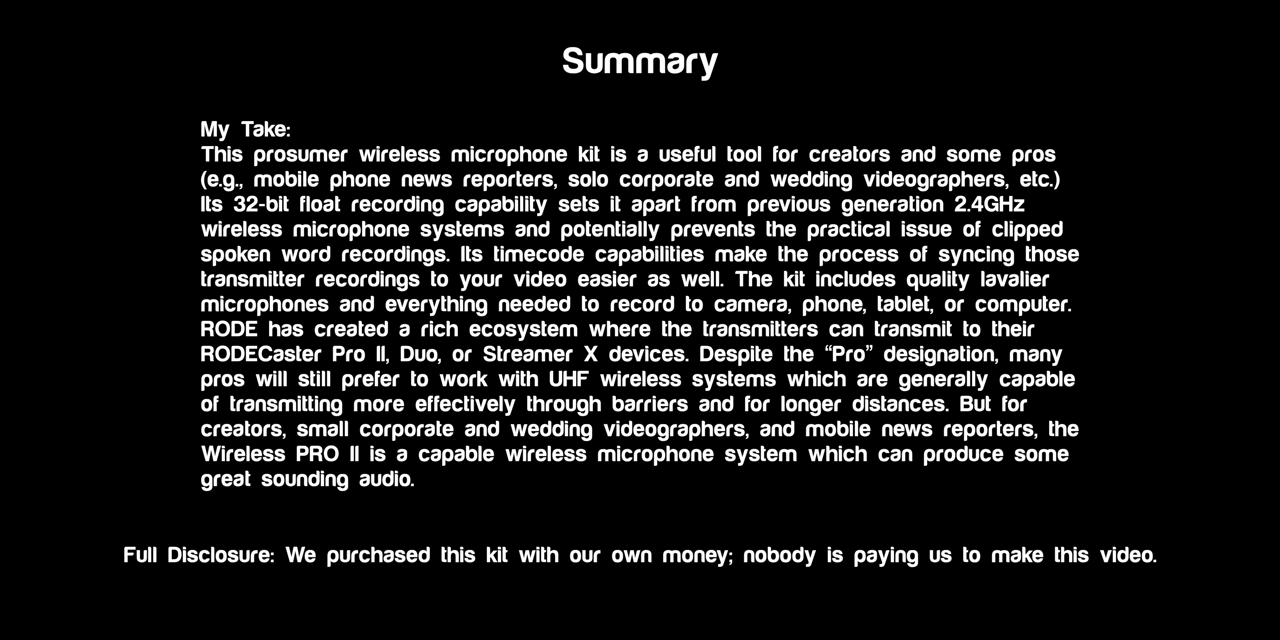 Summary
My Take:
This prosumer wireless microphone kit is a useful tool for creators and some pros
(e.g., mobile phone news reporters, solo corporate and wedding videographers, etc.)
Its 32-bit float recording capability sets it apart from previous generation 2.4GHz
wireless microphone systems and potentially prevents the practical issue of clipped
spoken word recordings. Its timecode capabilities make the process of syncing those
transmitter recordings to your video easier as well. The kit includes quality lavalier
microphones and everything needed to record to camera, phone, tablet, or computer.
RODE has created a rich ecosystem where the transmitters can transmit to their
RODECaster Pro II, Duo, or Streamer X devices. Despite the “Pro” designation, many
pros will still prefer to work with UHF wireless systems which are generally capable
of transmitting more effectively through barriers and for longer distances. But for
creators, small corporate and wedding videographers, and mobile news reporters, the
Wireless PRO II is a capable wireless microphone system which can produce some
great sounding audio.
Full Disclosure: We purchased this kit with our own money; nobody is paying us to make this video.